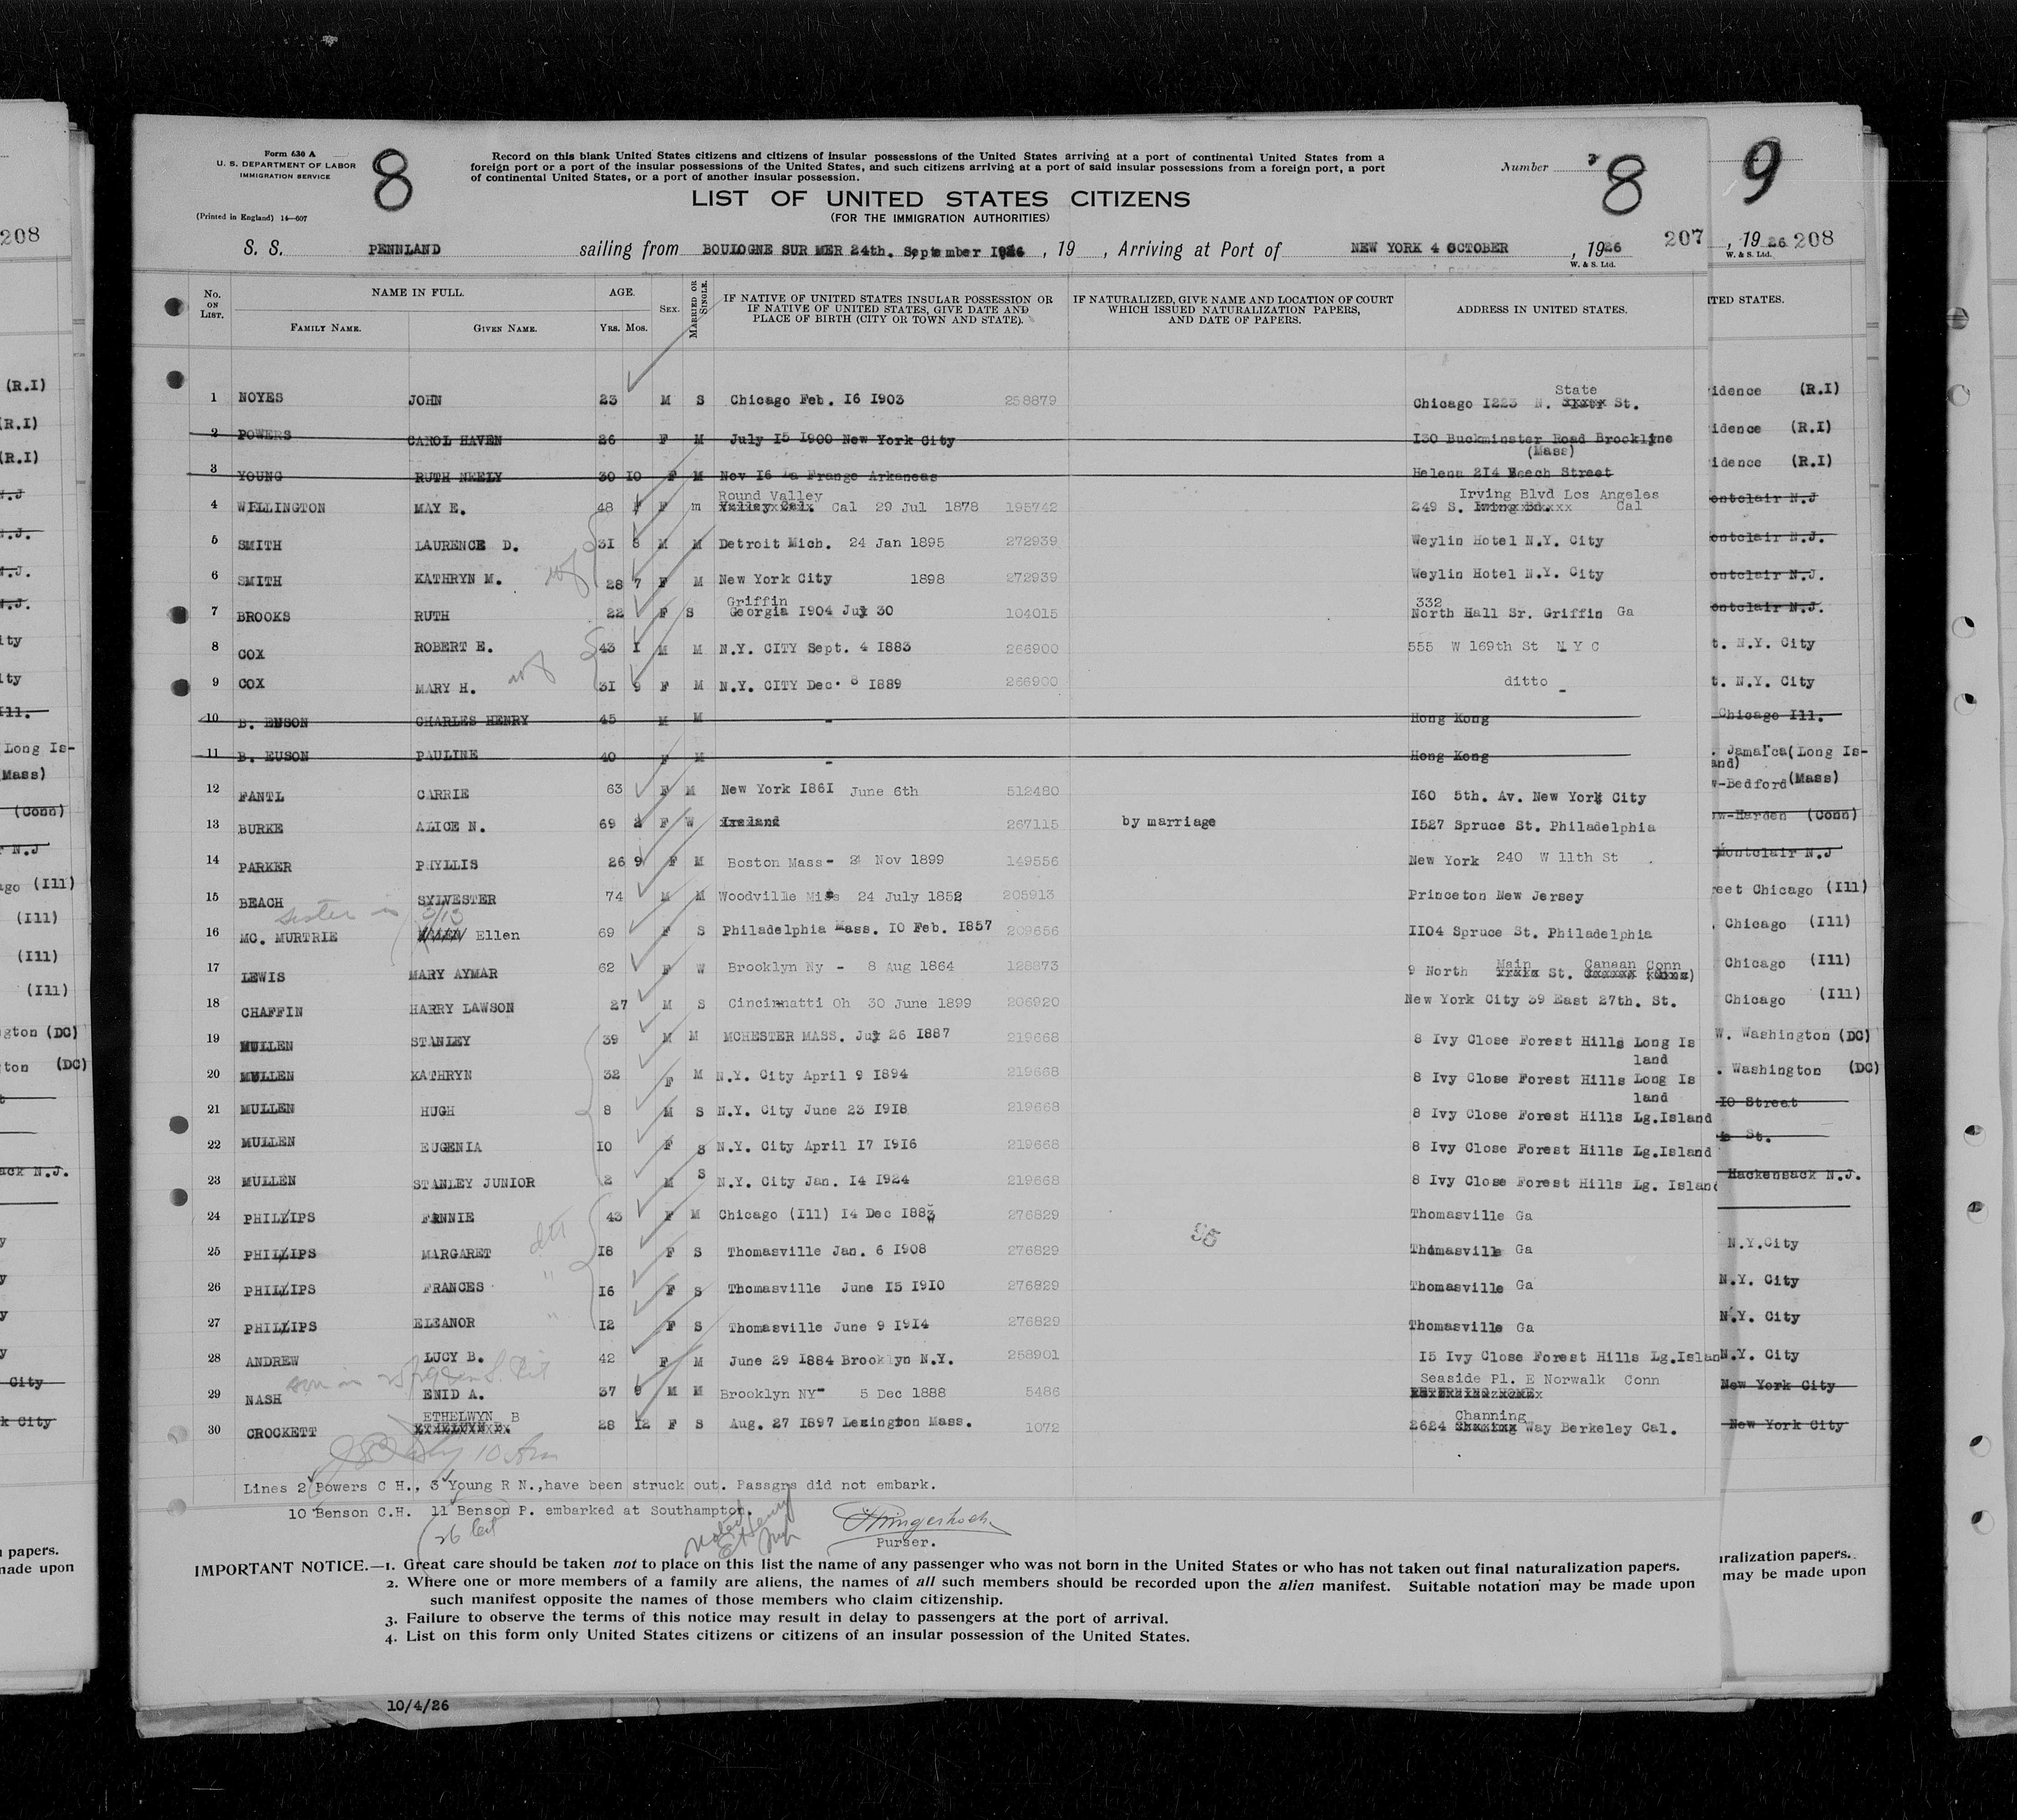 Form 630 A
U. S. DEPARTMENT OF LABOR
IMMIGRATION SERVICE
(Printed in England) 14—607
8
Record on this blank United States citizens and citizens of insular possessions of the United States arriving at a port of continental United States from a
foreign port or a port of the insular possessions of the United States, and such citizens arriving at a port of said insular possessions from a foreign port, a port
of continental United States, or a port of another insular possession.
Number 8
LIST OF UNITED STATES CITIZENS
(FOR THE IMMIGRATION AUTHORITIES)
S. S. PENNLAND sailing from BOULOGNE SUR MER 24th. September 1926 , 19 , Arriving at Port of NEW YORK 4 OCTOBER , 1926
W. & S. Ltd.
207
No. ON LIST. NAME IN FULL. FAMILY NAME. GIVEN NAME. AGE. YRS. MOS. SEX. MARRIED OR SINGLE. IF NATIVE OF UNITED STATES INSULAR POSSESSION OR IF NATIVE OF UNITED STATES, GIVE DATE AND PLACE OF BIRTH (CITY OR TOWN AND STATE). IF NATURALIZED, GIVE NAME AND LOCATION OF COURT WHICH ISSUED NATURALIZATION PAPERS, AND DATE OF PAPERS. ADDRESS IN UNITED STATES.
1 NOYES JOHN 23 M S Chicago Feb. 16 1903 258879 Chicago 1223 N. State St.
2 POWERS CAROL HAVEN 26 F M July 15 1900 New York City 130 Buckminster Road Brookline (Mass)
3 YOUNG RUTH NEELY 30 10 F M Nov 16 La Frange Arkansas Helena 214 Beech Street
4 WELLINGTON MAY E. 48 F m Round Valley Cal 29 Jul 1878 195742 249 S. Irving Blvd Los Angeles Cal
5 SMITH LAURENCE D. 31 8 M M Detroit Mich. 24 Jan 1895 272939 Weylin Hotel N.Y. City
6 SMITH KATHRYN M. 28 7 F M New York City 1898 272939 Weylin Hotel N.Y. City
7 BROOKS RUTH 22 F S Griffin Georgia 1904 July 30 104015 332 North Hall Sr. Griffin Ga
8 COX ROBERT E. 43 1 M M N.Y. CITY Sept. 4 1883 266900 555 W 169th St N Y C
9 COX MARY H. 31 9 F M N.Y. CITY Dec. 8 1889 266900 ditto
10 B. ENSON CHARLES HENRY 45 M M - Hong Kong
11 B. EUSON PAULINE 40 F M - Hong Kong
12 FANTL CARRIE 63 F M New York 1861 June 6th 512480 160 5th. Av. New York City
13 BURKE ALICE N. 69 2 F W Ireland 267115 by marriage 1527 Spruce St. Philadelphia
14 PARKER PHYLLIS 26 9 F M Boston Mass- 24 Nov 1899 149556 New York 240 W 11th St .
15 BEACH SYLVESTER 74 M M Woodville Miss 24 July 1852 205913 Princeton New Jersey
sister in
16 MC. MURTRIE Ellen 69 F S Philadelphia Mass. 10 Feb. 1857 209656 1104 Spruce St. Philadelphia
17 LEWIS MARY AYMAR 62 F W Brooklyn Ny - 8 Aug 1864 128873 9 North Main St. Canaan Conn
18 CHAFFIN HARRY LAWSON 27 M S Cincinnatti Oh 30 June 1899 206920 New York City 39 East 27th. St.
19 MULLEN STANLEY 39 M M MCHESTER MASS. July 26 1887 219668 8 Ivy Close Forest Hills Long Is land
20 MULLEN KATHRYN 32 F M N.Y. City April 9 1894 219668 8 Ivy Close Forest Hills Long Is land
21 MULLEN HUGH 8 M S N.Y. City June 23 1918 219668 8 Ivy Close Forest Hills Lg.Island
22 MULLEN EUGENIA 10 F S N.Y. City April 17 1916 219668 8 Ivy Close Forest Hills Lg.Island
23 MULLEN STANLEY JUNIOR 2 M S N.Y. City Jan. 14 1924 219668 8 Ivy Close Forest Hills Lg. Island
24 PHILLIPS FANNIE 43 F M Chicago (Ill) 14 Dec 1883 276829 Thomasville Ga
25 PHILLIPS MARGARET 18 F S Thomasville Jan. 6 1908 276829 Thomasville Ga
26 PHILLIPS FRANCES 16 F S Thomasville June 15 1910 276829 Thomasville Ga
27 PHILLIPS ELEANOR 12 F S Thomasville June 9 1914 276829 Thomasville Ga
28 ANDREW LUCY B. 42 F M June 29 1884 Brooklyn N.Y. 258901 15 Ivy Close Forest Hills Lg.Islan
29 NASH ENID A. 37 9 M M Brooklyn NY- 5 Dec 1888 5486 Seaside Pl. E Norwalk Conn
30 CROCKETT ETHELWYN B 28 12 F S Aug. 27 1897 Lexington Mass. 1072 2624 Channing Way Berkeley Cal.
Lines 2 Powers C H., 3 Young R N.,have been struck out. Passgrs did not embark.
10 Benson C.H. 11 Benson P. embarked at Southampton.
26 Cit
Noted
Purser.
IMPORTANT NOTICE.—1. Great care should be taken not to place on this list the name of any passenger who was not born in the United States or who has not taken out final naturalization papers.
2. Where one or more members of a family are aliens, the names of all such members should be recorded upon the alien manifest. Suitable notation may be made upon
such manifest opposite the names of those members who claim citizenship.
3. Failure to observe the terms of this notice may result in delay to passengers at the port of arrival.
4. List on this form only United States citizens or citizens of an insular possession of the United States.
10/4/26
9
, 1926 208
W. & S. Ltd.
208